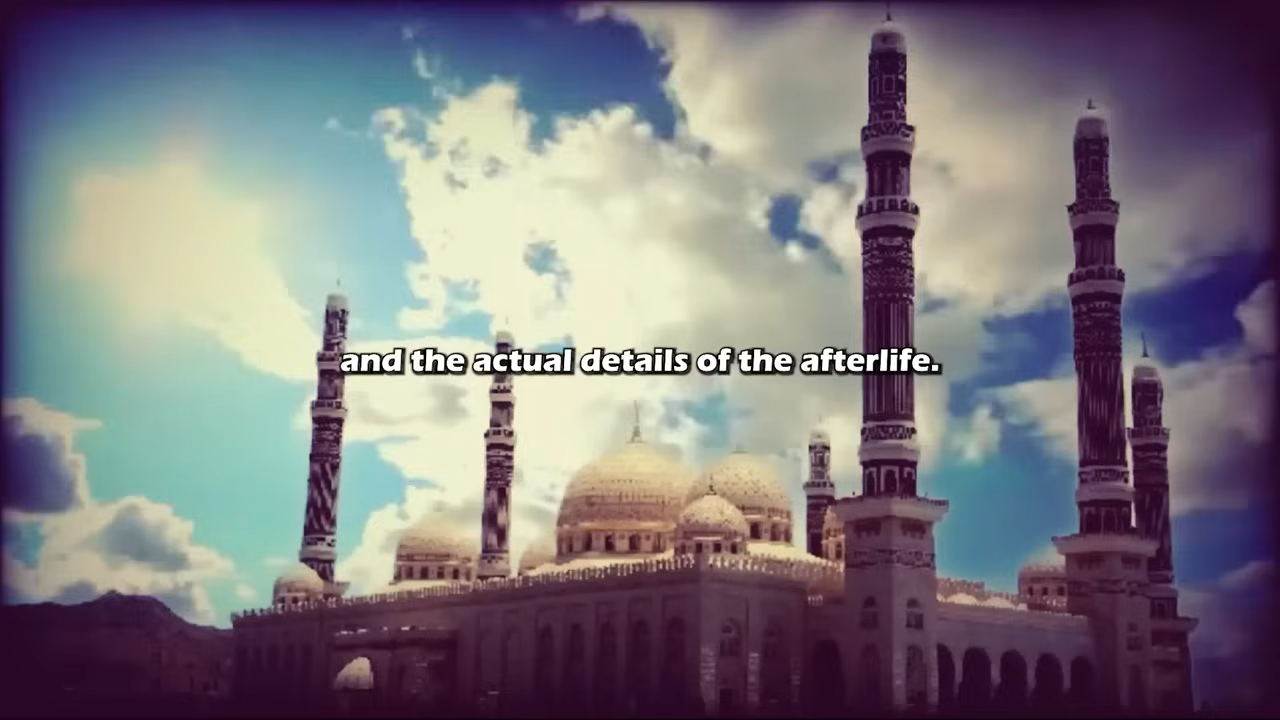 and the actual details of the afterlife.